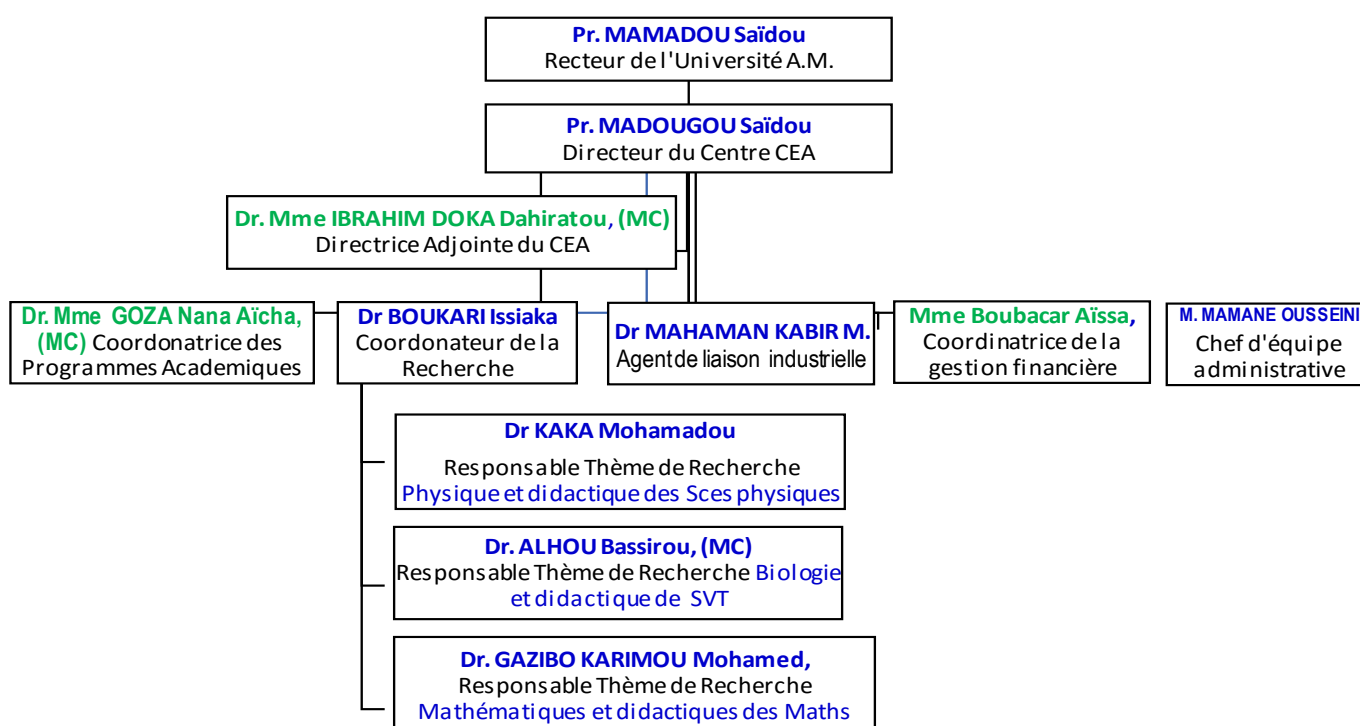 Pr. MAMADOU Saïdou
Recteur de l'Université A.M.
Pr. MADOUGOU Saïdou
Directeur du Centre CEA
Dr. Mme IBRAHIM DOKA Dahiratou, (MC)
Directrice Adjointe du CEA
Dr. Mme GOZA Nana Aïcha,
(MC) Coordonatrice des
Programmes Academiques
Dr BOUKARI Issiaka
Coordonateur de la
Recherche
Dr MAHAMAN KABIR M.
Agent de liaison industrielle
Mme Boubacar Aïssa,
Coordinatrice de la
gestion financière
M. MAMANE OUSSEINI
Chef d'équipe
administrative
Dr KAKA Mohamadou
Responsable Thème de Recherche
Physique et didactique des Sces physiques
Dr. ALHOU Bassirou, (MC)
Responsable Thème de Recherche Biologie
et didactique de SVT
Dr. GAZIBO KARIMOU Mohamed,
Responsable Thème de Recherche
Mathématiques et didactiques des Maths